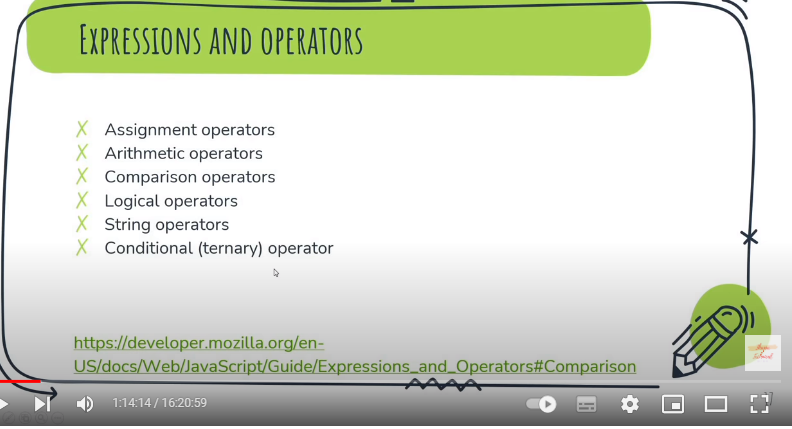 Expressions and operators
X Assignment operators
X Arithmetic operators
X Comparison operators
X Logical operators
X String operators
X Conditional (ternary) operator
https://developer.mozilla.org/en-
US/docs/Web/JavaScript/Guide/Expressions_and_Operators#Comparison
1:14:14 / 16:20:59